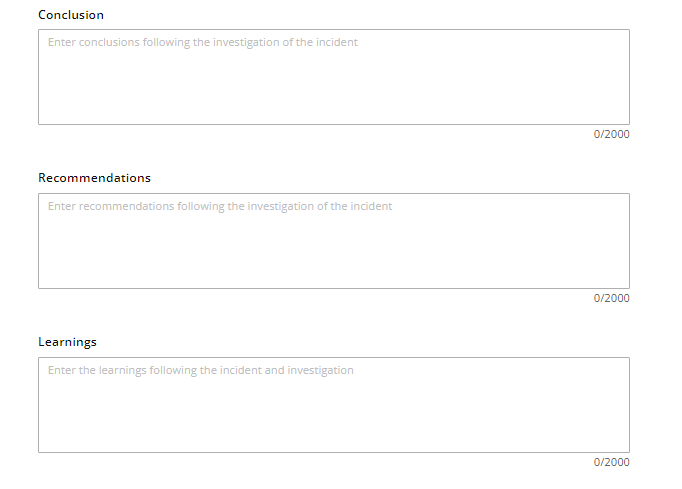 Conclusion
Enter conclusions following the investigation of the incident
0/2000
Recommendations
Enter recommendations following the investigation of the incident
0/2000
Learnings
Enter the learnings following the incident and investigation
0/2000